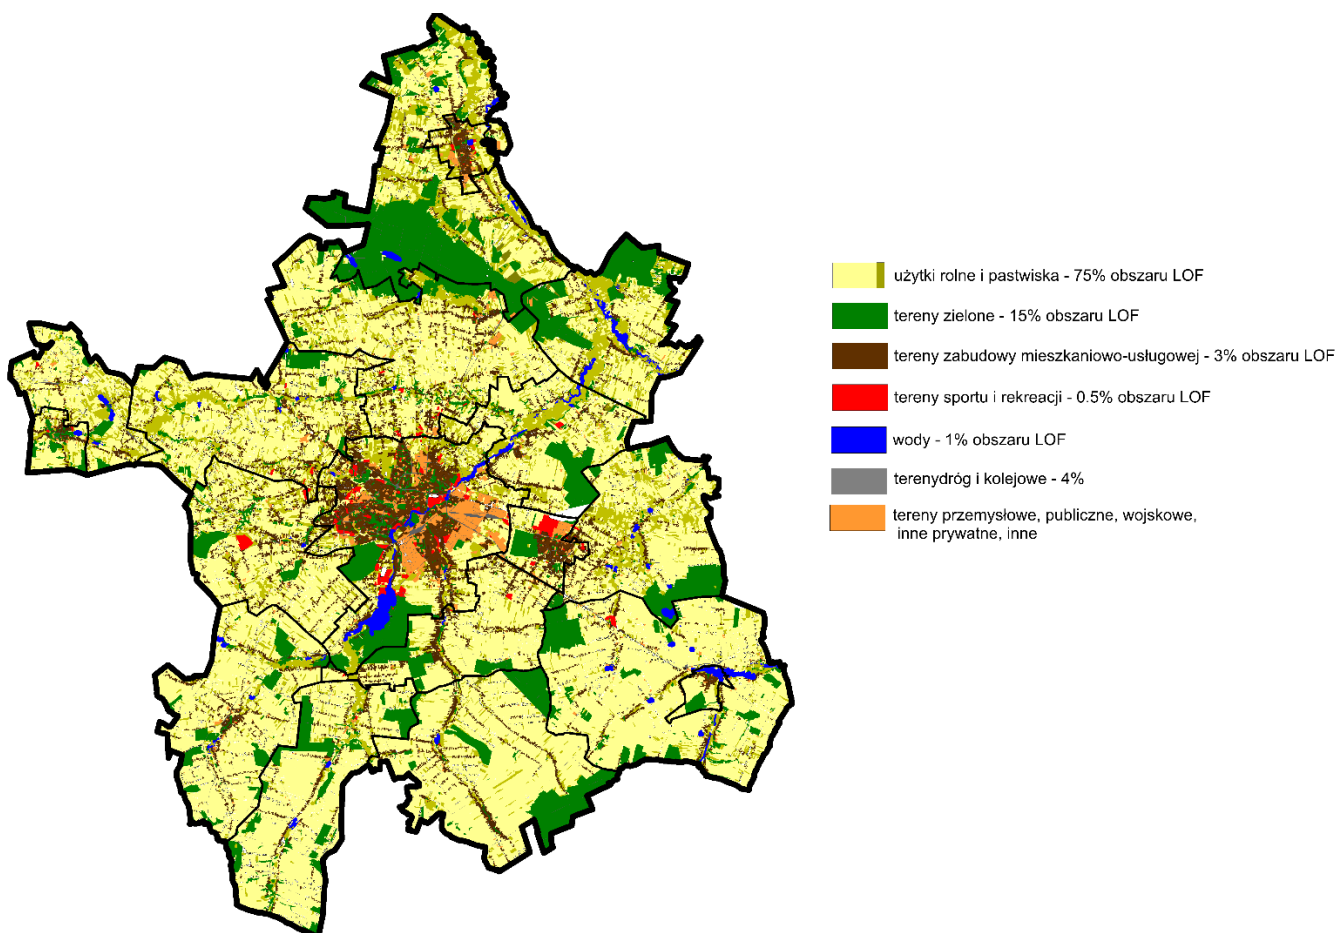 użytki rolne i pastwiska - 75% obszaru LOF
tereny zielone - 15% obszaru LOF
tereny zabudowy mieszkaniowo-usługowej - 3% obszaru LOF
tereny sportu i rekreacji - 0.5% obszaru LOF
wody - 1% obszaru LOF
terenydróg i kolejowe - 4%
tereny przemysłowe, publiczne, wojskowe,
inne prywatne, inne